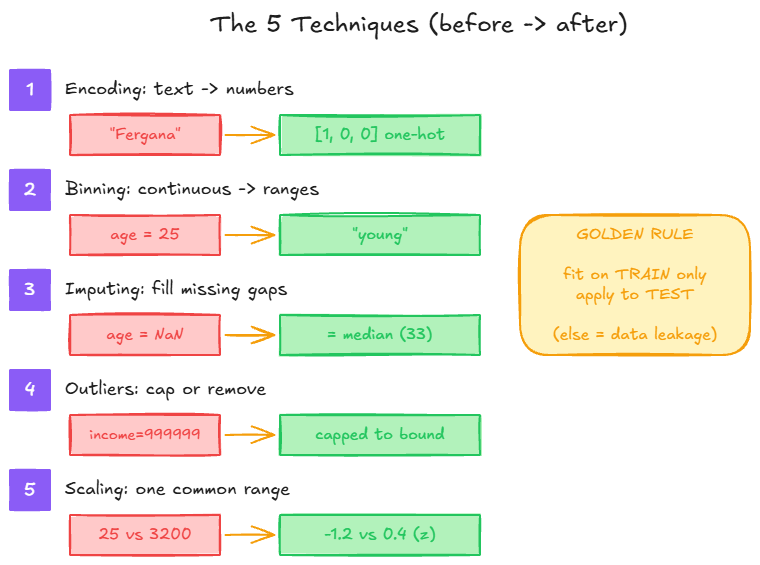 The 5 Techniques (before -> after)
1
Encoding: text -> numbers
"Fergana"
[1, 0, 0] one-hot
2
Binning: continuous -> ranges
age = 25
"young"
3
Imputing: fill missing gaps
age = NaN
= median (33)
4
Outliers: cap or remove
income=999999
capped to bound
5
Scaling: one common range
25 vs 3200
-1.2 vs 0.4 (z)
GOLDEN RULE
fit on TRAIN only
apply to TEST
(else = data leakage)